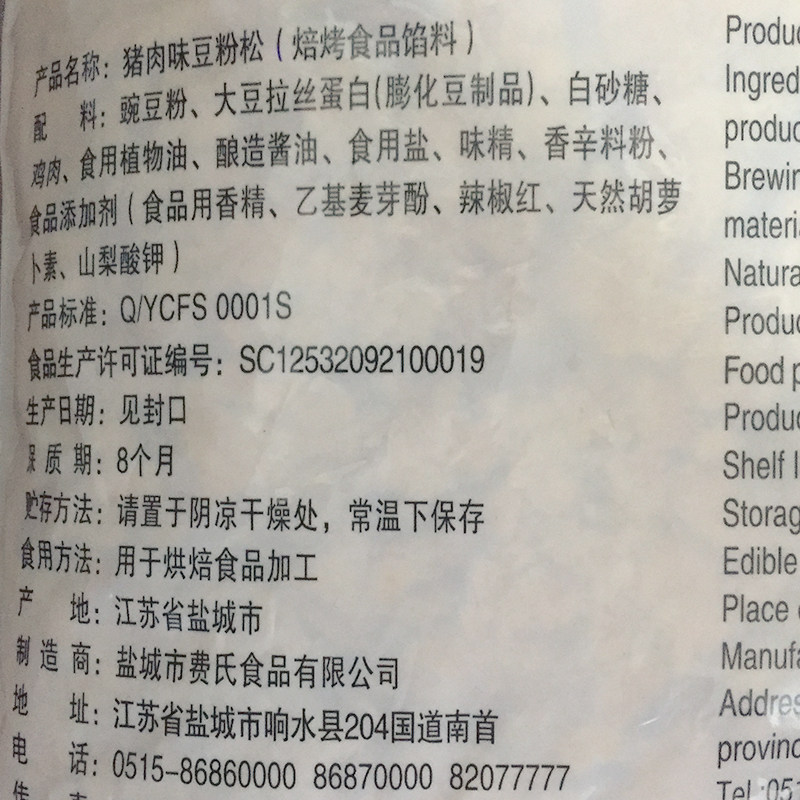 产品名称：猪肉味豆粉松（焙烤食品馅料）
配 料：豌豆粉、大豆拉丝蛋白(膨化豆制品)、白砂糖、
鸡肉、食用植物油、酿造酱油、食用盐、味精、香辛料粉、
食品添加剂（食品用香精、乙基麦芽酚、辣椒红、天然胡萝
卜素、山梨酸钾）
产品标准：Q/YCFS 0001S
食品生产许可证编号：SC12532092100019
生产日期：见封口
保 质 期：8个月
贮存方法：请置于阴凉干燥处，常温下保存
食用方法：用于烘焙食品加工
产 地：江苏省盐城市
制 造 商：盐城市费氏食品有限公司
地 址：江苏省盐城市响水县204国道南首
电 话：0515-86860000 86870000 82077777
Produc
Ingred
produc
Brewin
materia
Natura
Produc
Food p
Produc
Shelf l
Storag
Edible
Place
Manufa
Addres
provinc
Tel :051